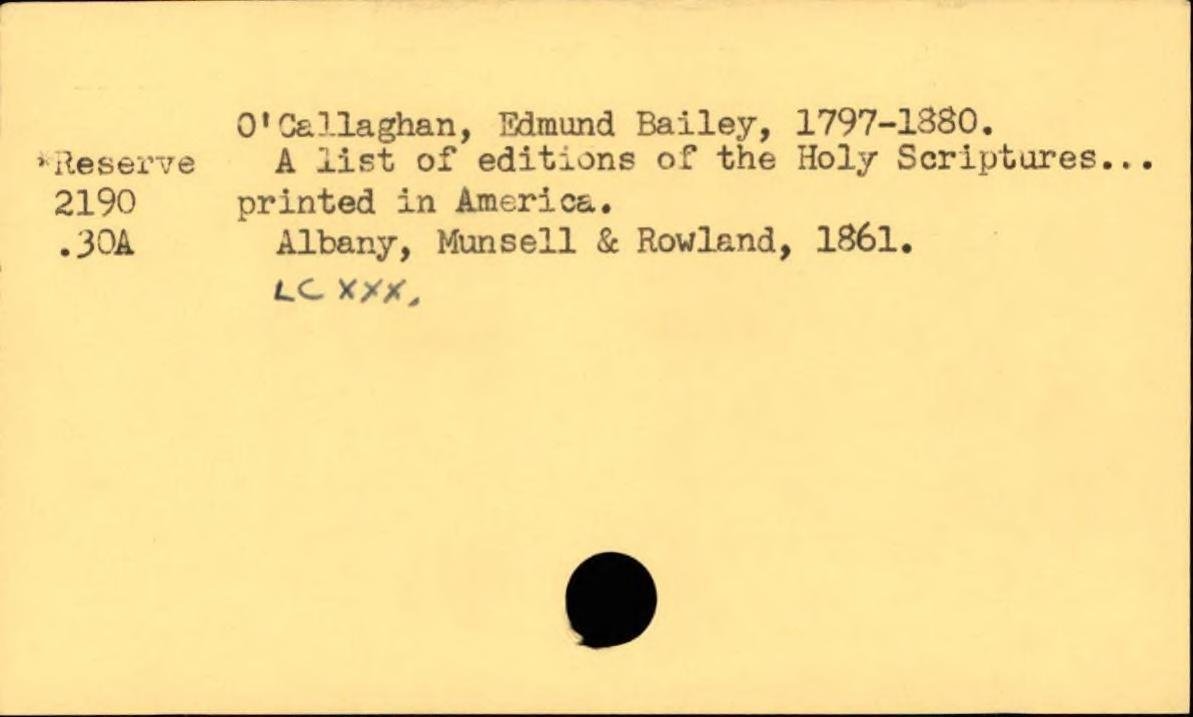 O'Callaghan, Edmund Bailey, 1797-1880.
*Reserve A list of editions of the Holy Scriptures...
2190 printed in America.
.30A Albany, Munsell & Rowland, 1861.
LC XXX.